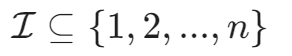 ℐ ⊆ {1, 2, ..., n}